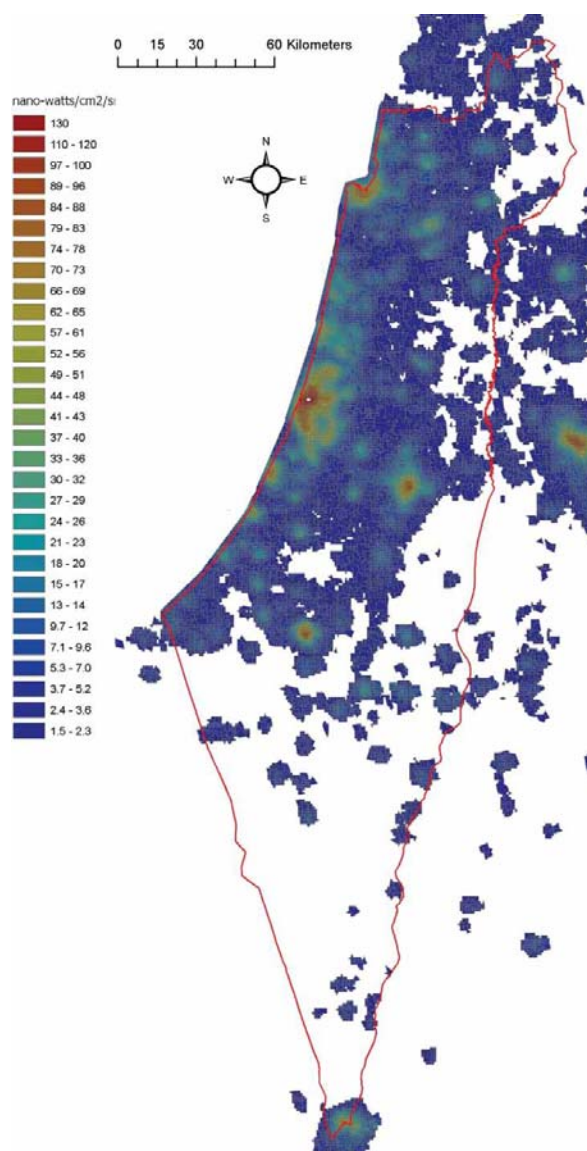 0 15 30 60 Kilometers
nano-watts/cm2/s
N
W E
S
130
110 - 120
97 - 100
89 - 96
84 - 88
79 - 83
74 - 78
70 - 73
66 - 69
62 - 65
57 - 61
52 - 56
49 - 51
44 - 48
41 - 43
37 - 40
33 - 36
30 - 32
27 - 29
24 - 26
21 - 23
18 - 20
15 - 17
13 - 14
9.7 - 12
7.1 - 9.6
5.3 - 7.0
3.7 - 5.2
2.4 - 3.6
1.5 - 2.3